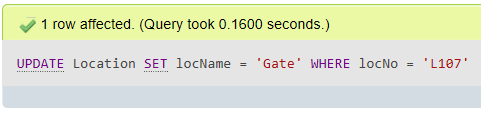 1 row affected. (Query took 0.1600 seconds.)
UPDATE Location SET locName = 'Gate' WHERE locNo = 'L107'